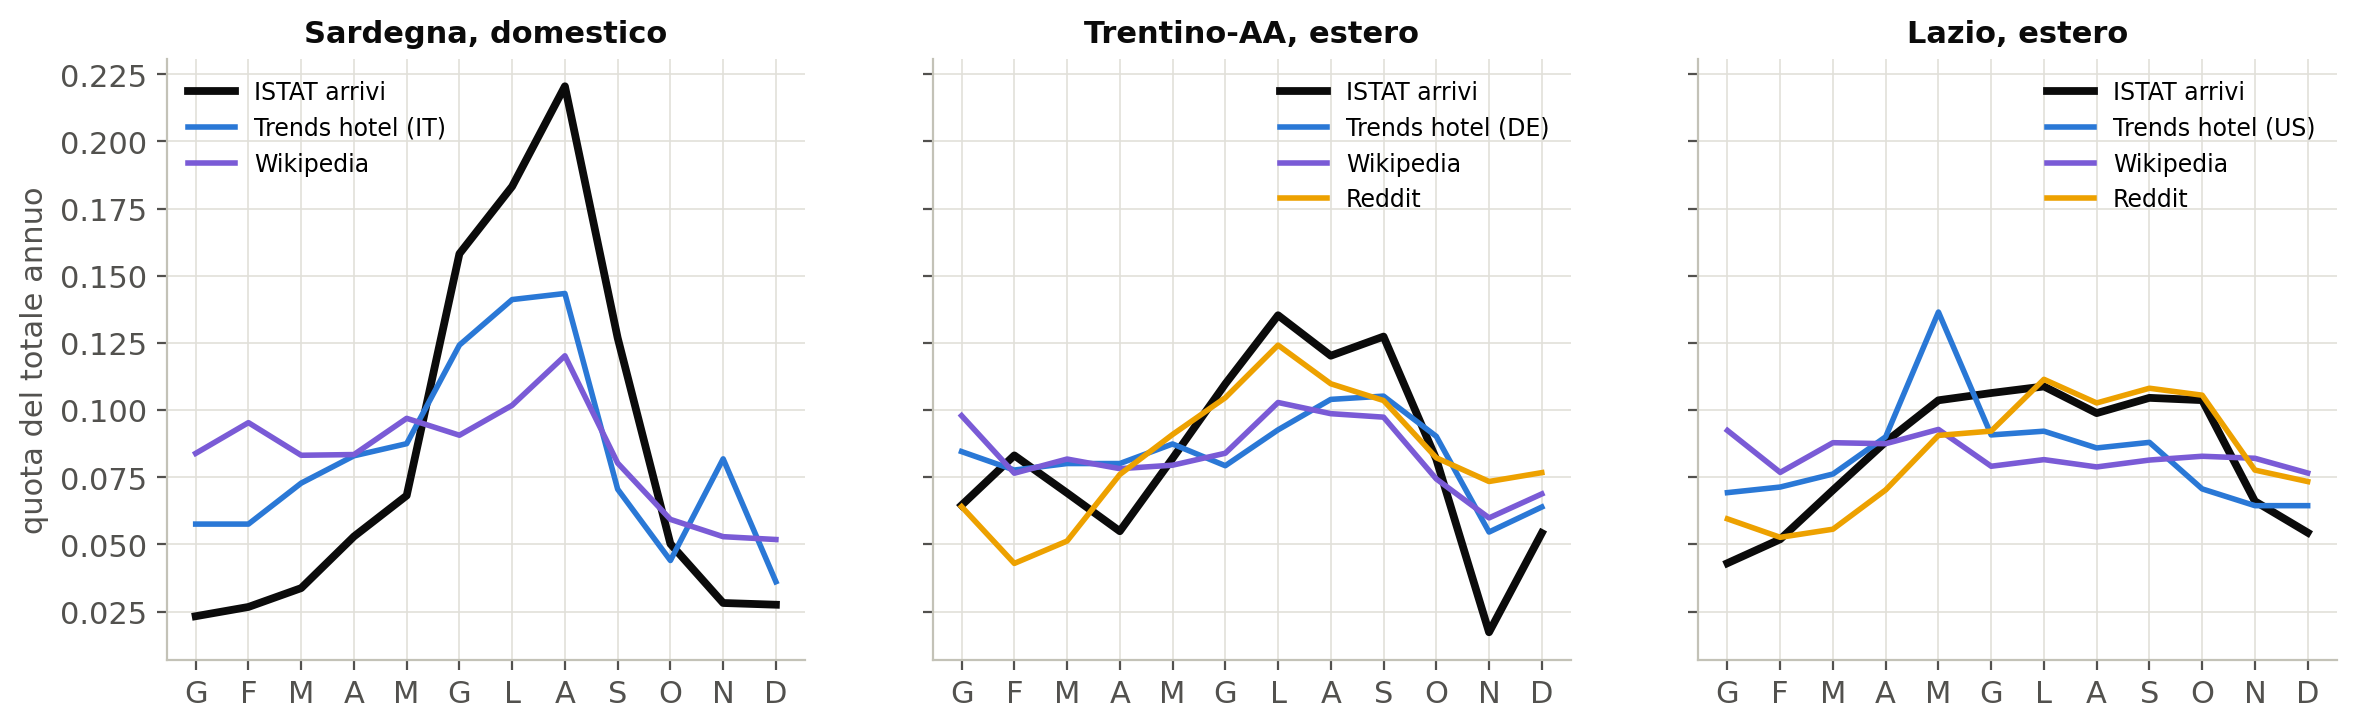 Sardegna, domestico
quota del totale annuo
0.225
0.200
0.175
0.150
0.125
0.100
0.075
0.050
0.025
ISTAT arrivi
Trends hotel (IT)
Wikipedia
G F M A M G L A S O N D
Trentino-AA, estero
ISTAT arrivi
Trends hotel (DE)
Wikipedia
Reddit
G F M A M G L A S O N D
Lazio, estero
ISTAT arrivi
Trends hotel (US)
Wikipedia
Reddit
G F M A M G L A S O N D